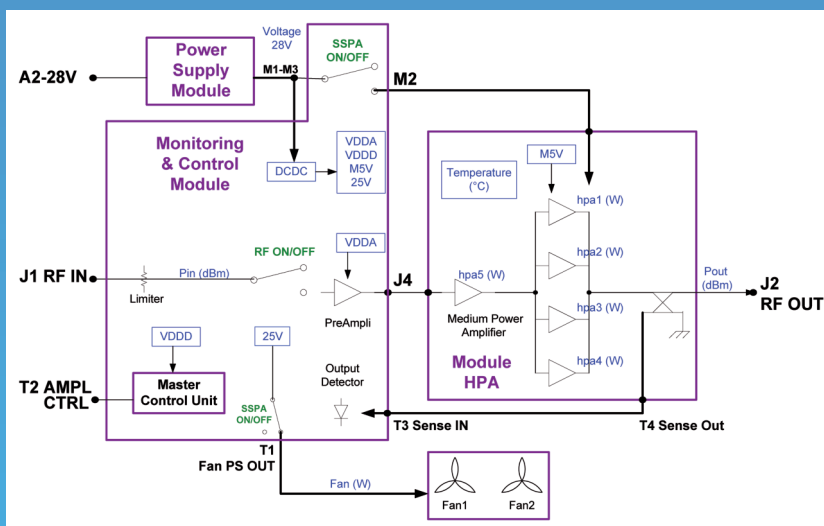 Power
Supply
Module
A2-28V
Voltage
28V
M1-M3
SSPA
ON/OFF
M2
Monitoring
& Control
Module
DCDC
VDDA
VDDD
M5V
25V
Temperature
(°C)
M5V
hpa1 (W)
hpa2 (W)
hpa3 (W)
hpa4 (W)
J1 RF IN
Limiter
Pin (dBm)
RF ON/OFF
VDDA
PreAmpli
J4
hpa5 (W)
Medium Power
Amplifier
Module
HPA
Pout
(dBm)
J2
RF OUT
T2 AMPL
CTRL
VDDD
Master
Control Unit
25V
SSPA
ON/OFF
Output
Detector
T3 Sense IN
T4 Sense Out
T1
Fan PS OUT
Fan (W)
Fan1
Fan2